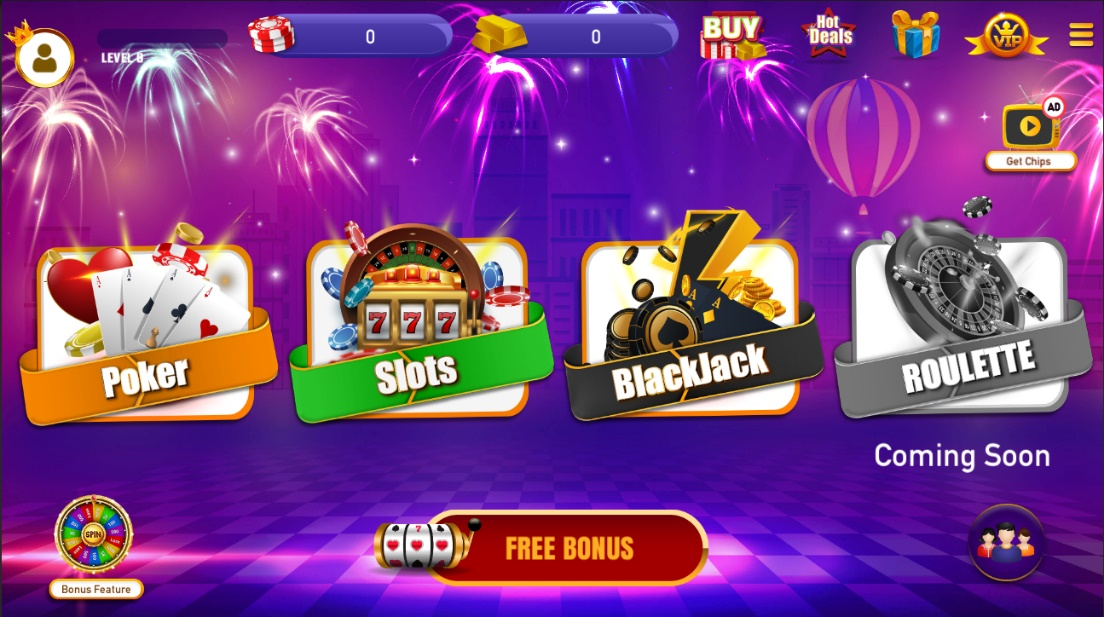 LEVEL 0
0
0
BUY
Hot
Deals
VIP
AD
Get Chips
Poker
Slots
BlackJack
ROULETTE
Coming Soon
SPIN
Bonus Feature
FREE BONUS